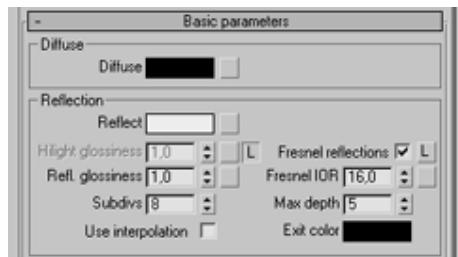 - Basic parameters
Diffuse
Diffuse
Reflection
Reflect
Hilight glossiness 1,0 L Fresnel reflections L
Refl. glossiness 1,0 Fresnel IOR 16,0
Subdivs 8 Max depth 5
Use interpolation Exit color